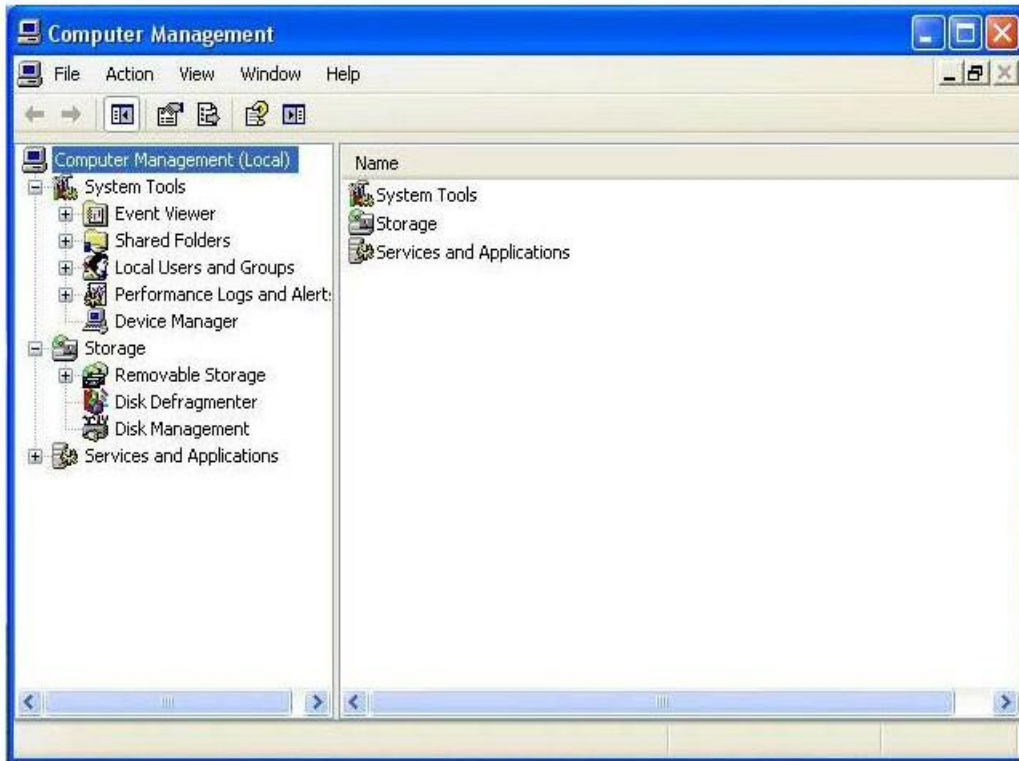 Computer Management
File Action View Window Help
Computer Management (Local)
System Tools
Event Viewer
Shared Folders
Local Users and Groups
Performance Logs and Alert
Device Manager
Storage
Removable Storage
Disk Defragmenter
Disk Management
Services and Applications
Name
System Tools
Storage
Services and Applications